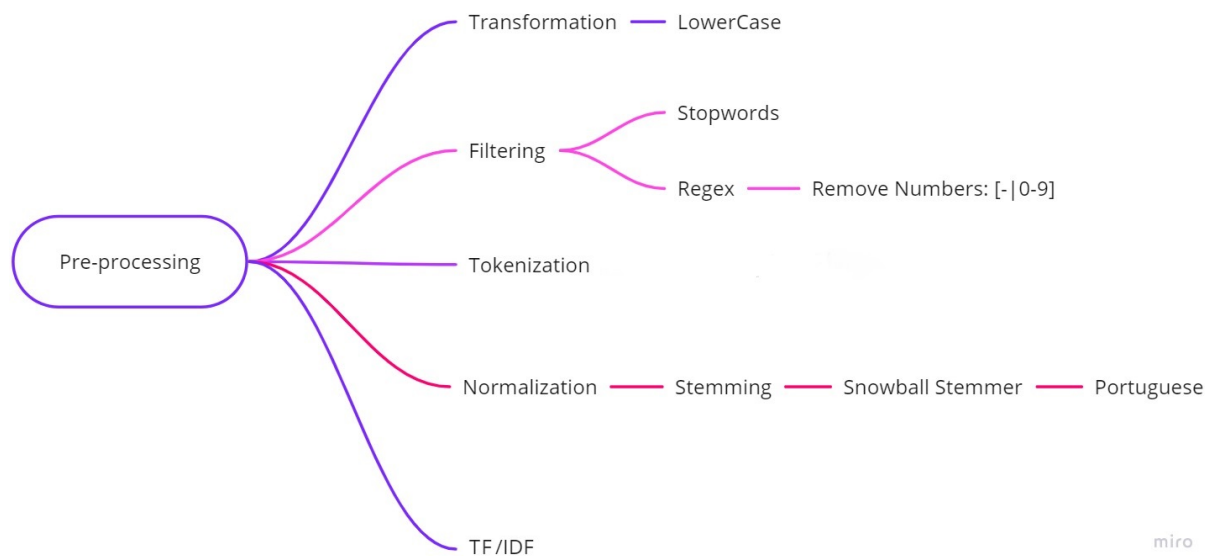 Transformation
LowerCase
Stopwords
Filtering
Regex
Remove Numbers: [-|0-9]
Pre-processing
Tokenization
Normalization
Stemming
Snowball Stemmer
Portuguese
TF/IDF
miro